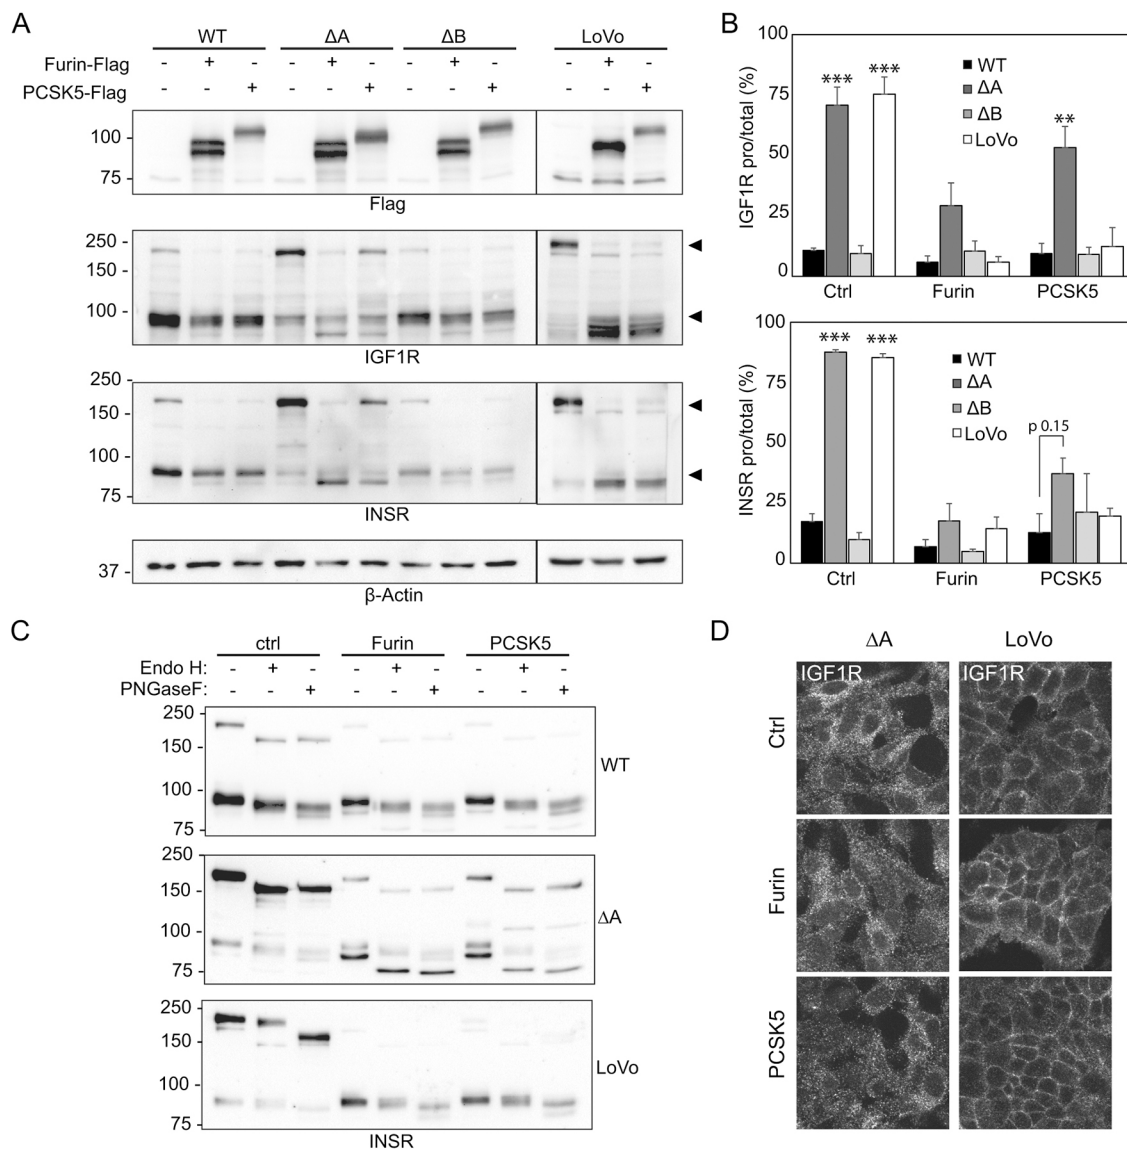 A
WT ΔA ΔB LoVo
Furin-Flag - + - - + - - + - - + -
PCSK5-Flag - - + - - + - - + - - +
100 -
75 -
Flag
250 -
150 -
100 -
IGF1R
250 -
150 -
100 -
75 -
INSR
37 -
β-Actin
B
IGF1R pro/total (%)
100
75
50
25
0
*** *** **
WT
ΔA
ΔB
LoVo
Ctrl Furin PCSK5
INSR pro/total (%)
100
75
50
25
0
*** ***
p 0.15
WT
ΔA
ΔB
LoVo
Ctrl Furin PCSK5
C
ctrl Furin PCSK5
Endo H: - + - - + - - + -
PNGaseF: - - + - - + - - +
250 -
150 -
100 -
75 -
WT
250 -
150 -
100 -
75 -
ΔA
250 -
150 -
100 -
75 -
LoVo
INSR
D
ΔA LoVo
IGF1R IGF1R
Ctrl
Furin
PCSK5